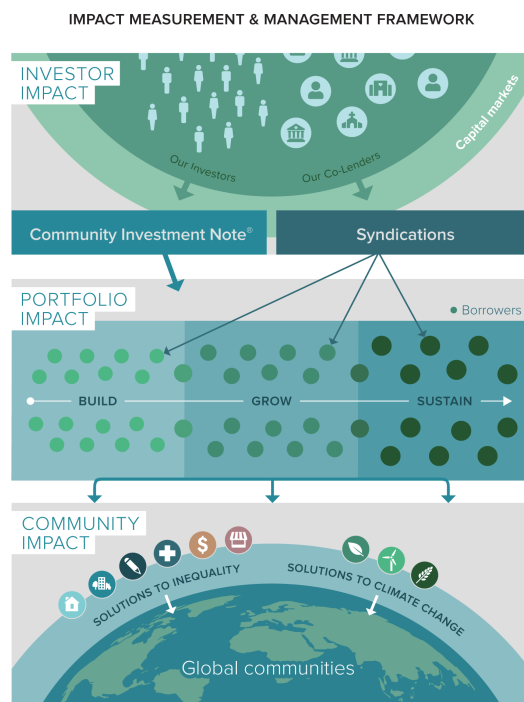 IMPACT MEASUREMENT & MANAGEMENT FRAMEWORK
INVESTOR
IMPACT
Capital markets
Our Investors
Our Co-Lenders
Community Investment Note®
Syndications
PORTFOLIO
IMPACT
Borrowers
BUILD
GROW
SUSTAIN
COMMUNITY
IMPACT
$
SOLUTIONS TO INEQUALITY
SOLUTIONS TO CLIMATE CHANGE
Global communities